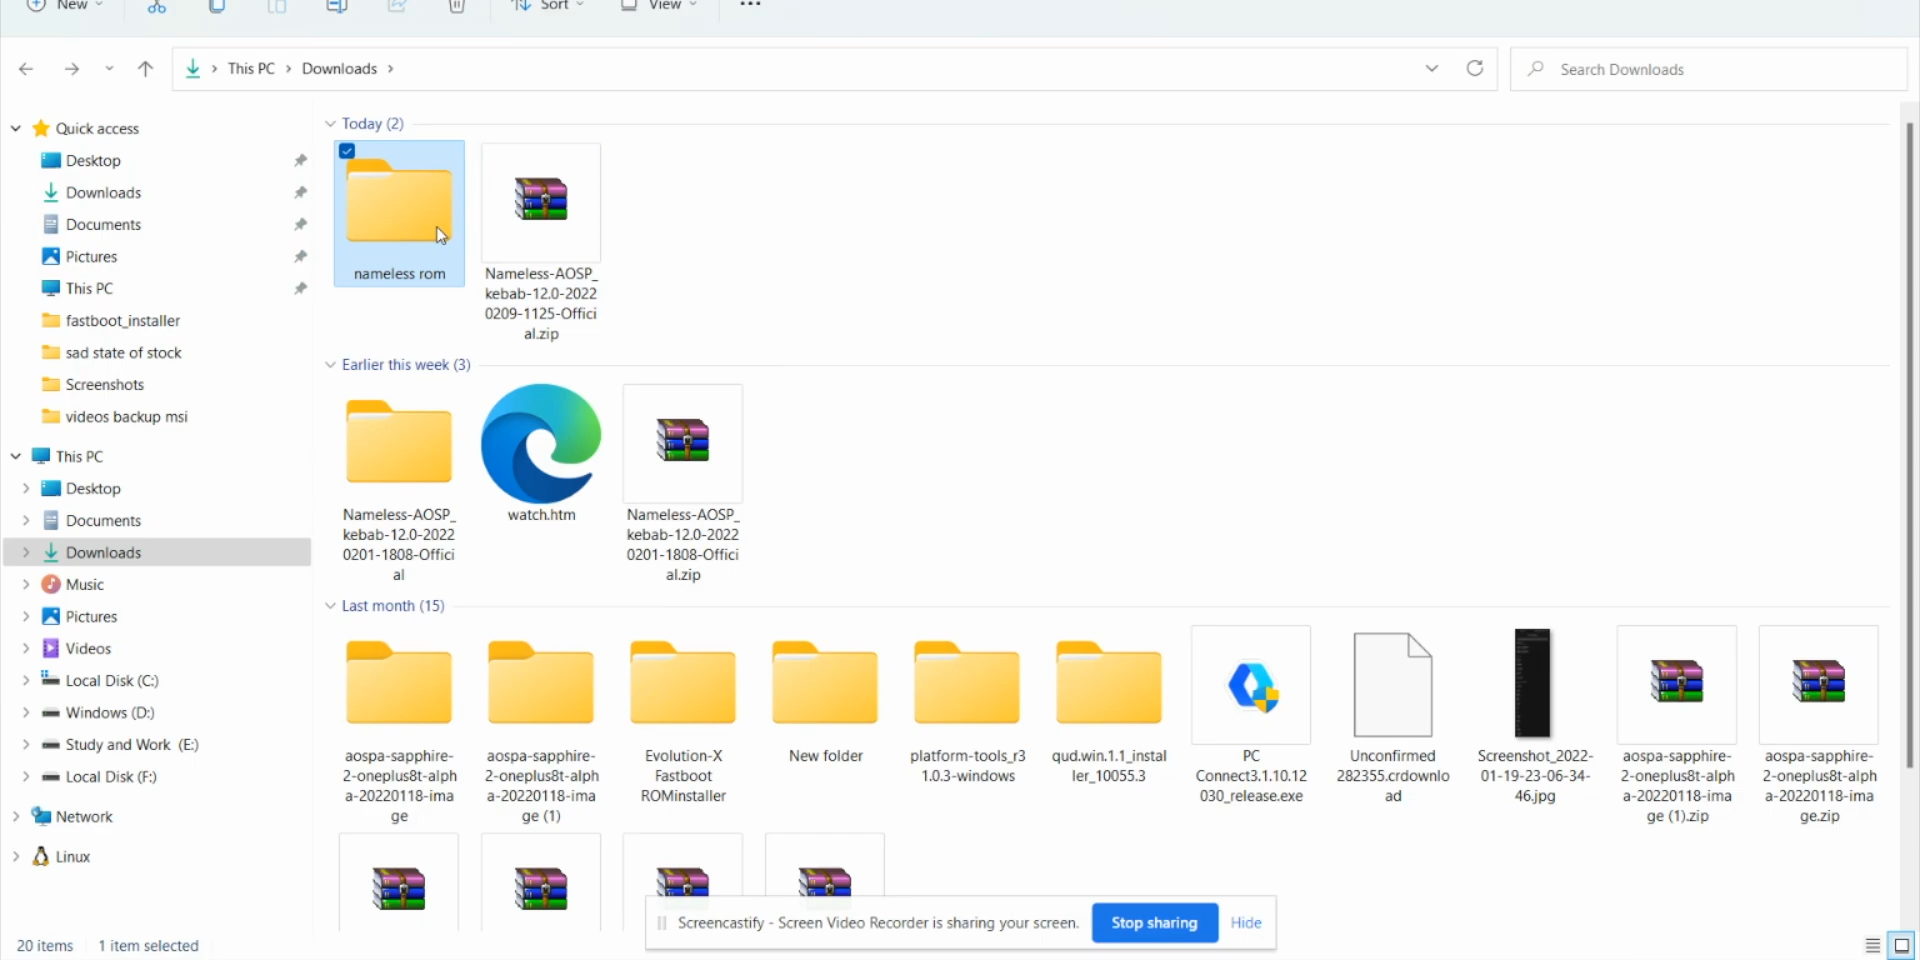 New
Sort
View
This PC
Downloads
Search Downloads
Quick access
Desktop
Downloads
Documents
Pictures
This PC
fastboot_installer
sad state of stock
Screenshots
videos backup msi
This PC
Desktop
Documents
Downloads
Music
Pictures
Videos
Local Disk (C:)
Windows (D:)
Study and Work (E:)
Local Disk (F:)
Network
Linux
Today (2)
nameless rom
Nameless-AOSP_
kebab-12.0-2022
0209-1125-Offici
al.zip
Earlier this week (3)
Nameless-AOSP_
kebab-12.0-2022
0201-1808-Offici
al
watch.htm
Nameless-AOSP_
kebab-12.0-2022
0201-1808-Offici
al.zip
Last month (15)
aospa-sapphire-
2-oneplus8t-alph
a-20220118-ima
ge
aospa-sapphire-
2-oneplus8t-alph
a-20220118-ima
ge (1)
Evolution-X
Fastboot
ROMinstaller
New folder
platform-tools_r3
1.0.3-windows
qud.win.1.1_instal
ler_10055.3
PC
Connect3.1.10.12
030_release.exe
Unconfirmed
282355.crdownlo
ad
Screenshot_2022-
01-19-23-06-34-
46.jpg
aospa-sapphire-
2-oneplus8t-alph
a-20220118-ima
ge (1).zip
aospa-sapphire-
2-oneplus8t-alph
a-20220118-ima
ge.zip
Screencastify - Screen Video Recorder is sharing your screen.
Stop sharing
Hide
20 items
1 item selected